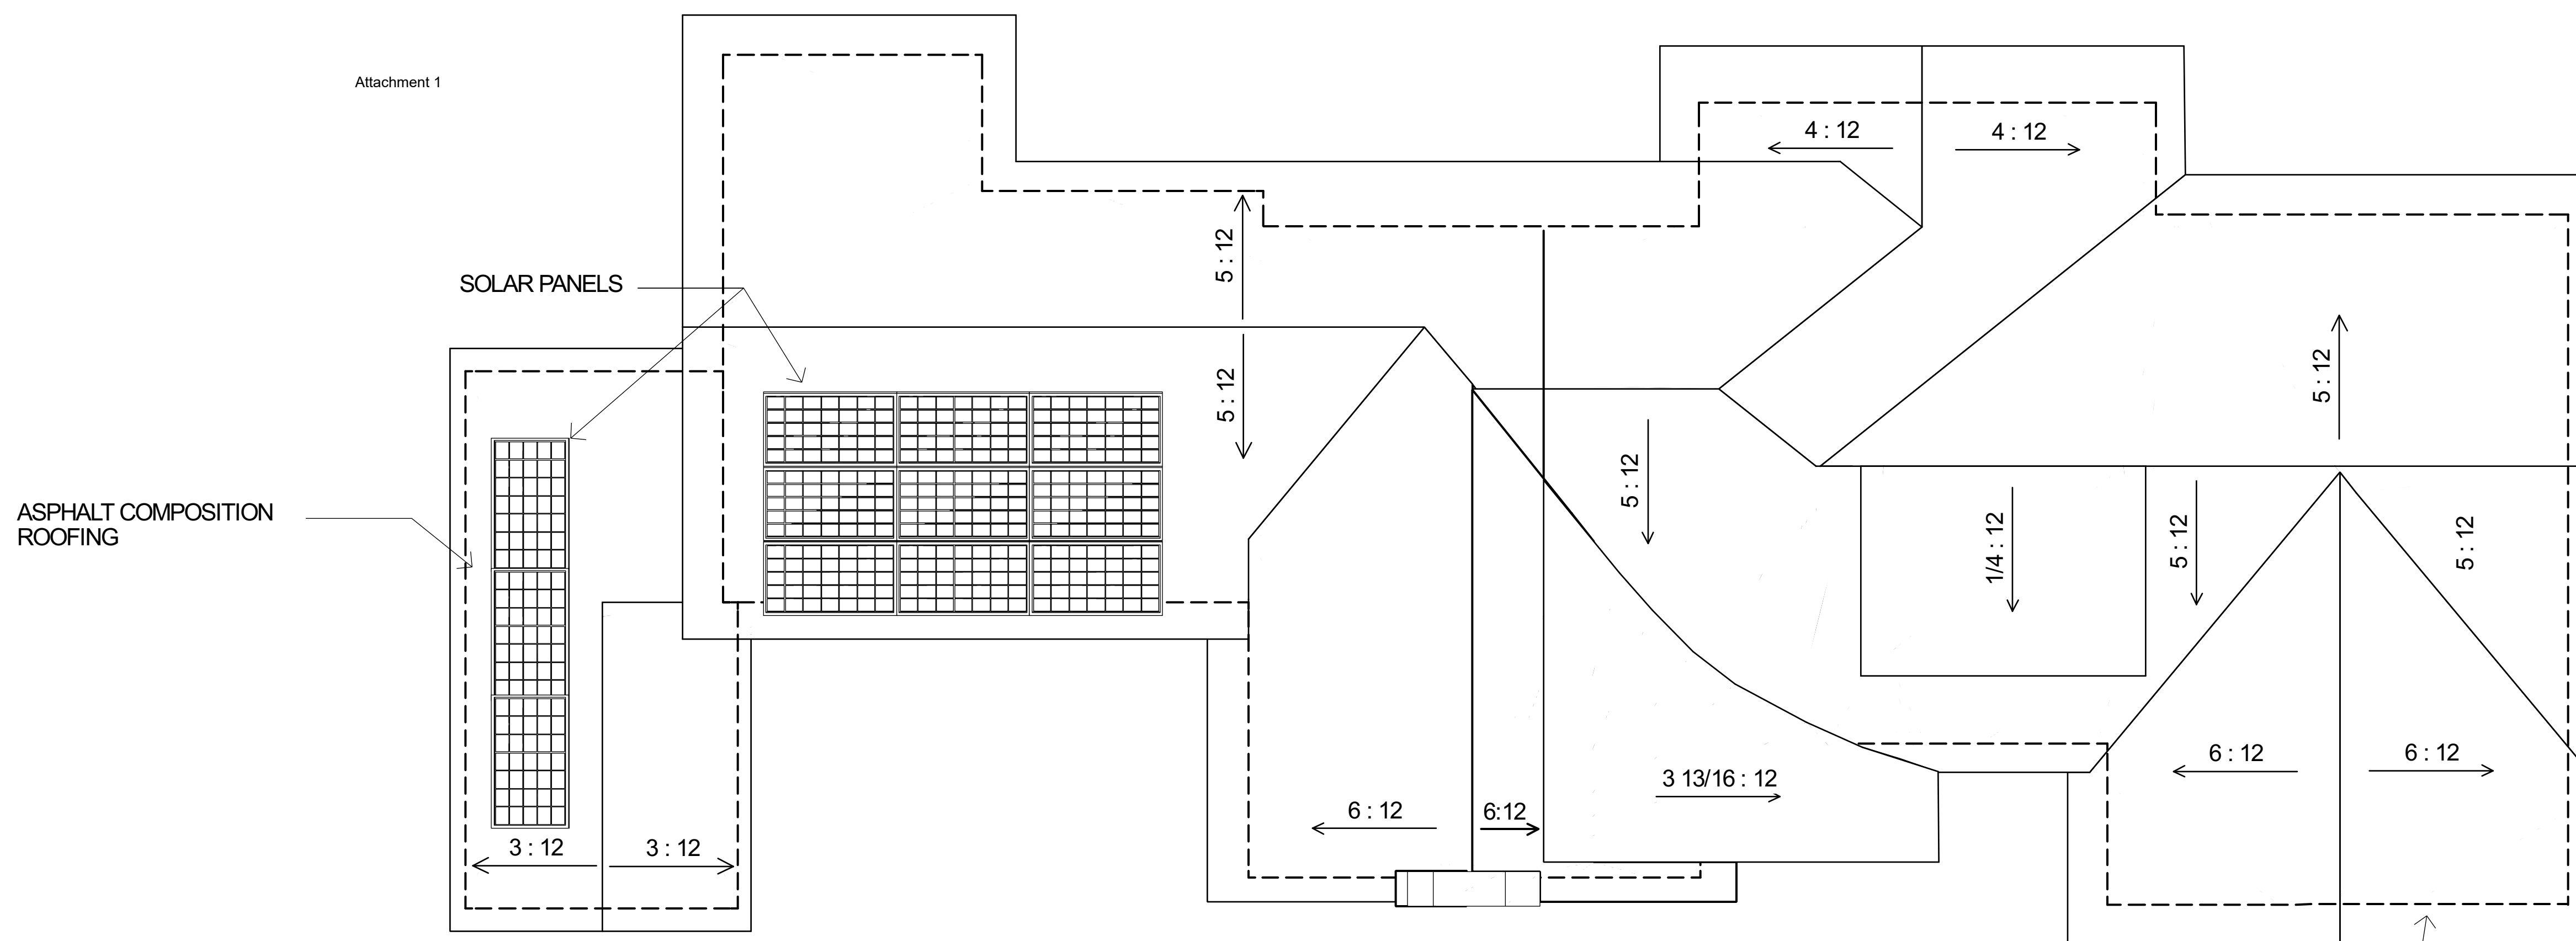 Attachment 1
4 : 12
4 : 12
5 : 12
SOLAR PANELS
5 : 12
5 : 12
5 : 12
ASPHALT COMPOSITION
ROOFING
5 : 12
1/4 : 12
5 : 12
5 : 12
6 : 12
6 : 12
3 13/16 : 12
6 : 12
6:12
3 : 12
3 : 12